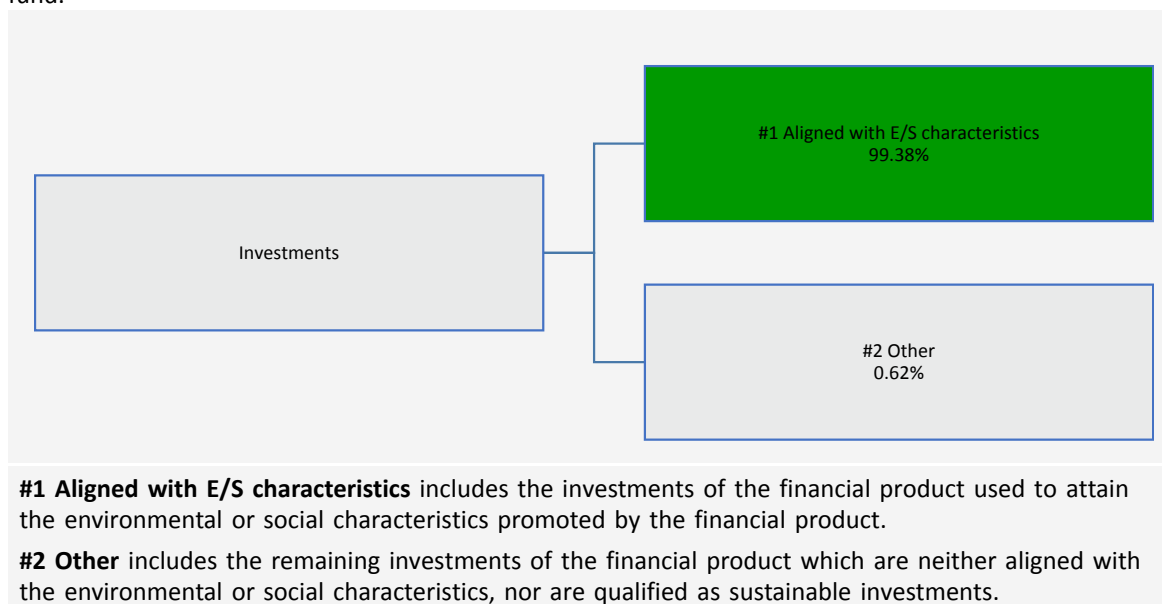 fund.
#1 Aligned with E/S characteristics
99.38%
Investments
#2 Other
0.62%
#1 Aligned with E/S characteristics includes the investments of the financial product used to attain
the environmental or social characteristics promoted by the financial product.
#2 Other includes the remaining investments of the financial product which are neither aligned with
the environmental or social characteristics, nor are qualified as sustainable investments.